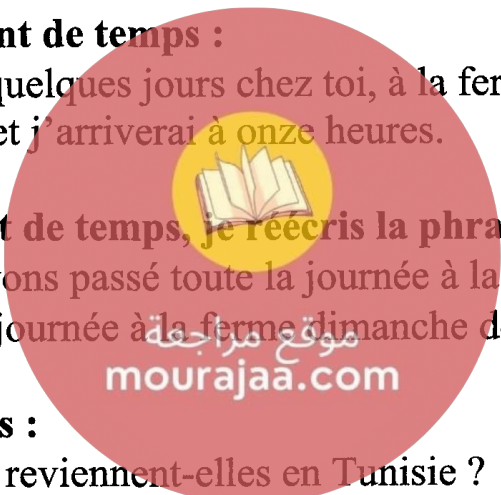 nt de temps :
quelques jours chez toi, à la fer
et j'arriverai à onze heures.
t de temps, je réécris la phra
ons passé toute la journée à la
journée à la ferme dimanche d
موقع مراجعة
mourajaa.com
s :
reviennent-elles en Tunisie ?